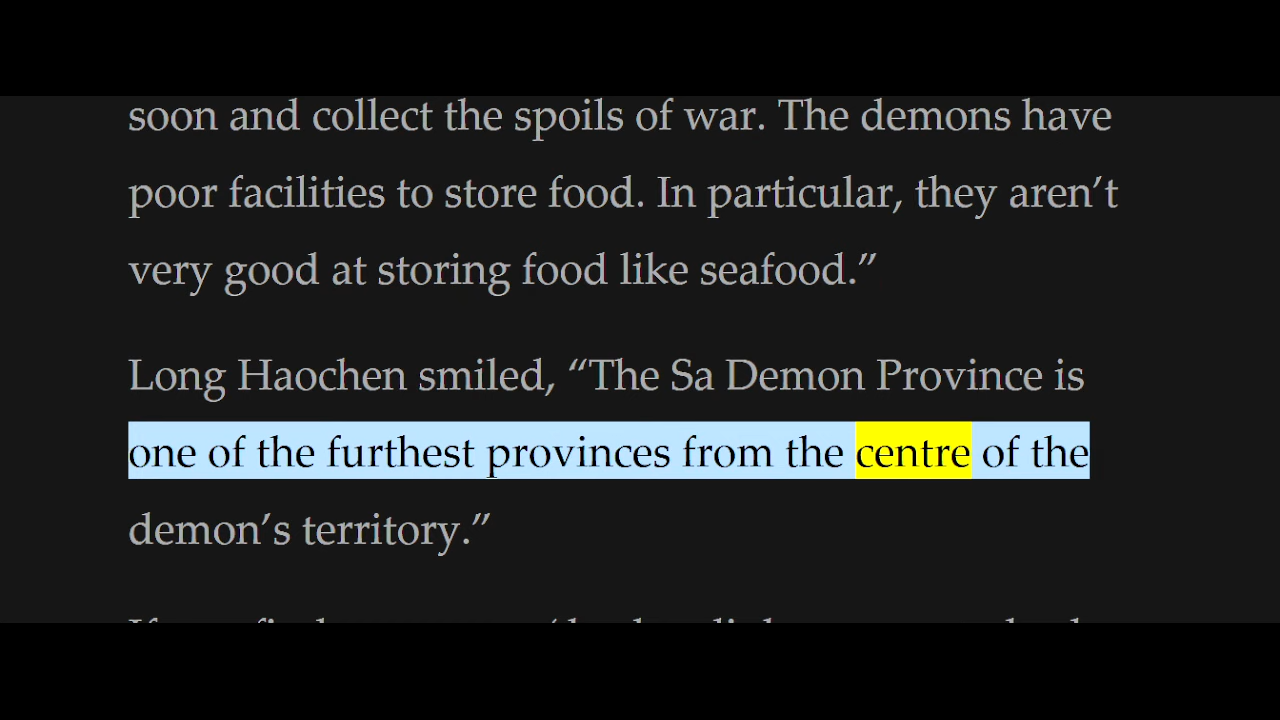 soon and collect the spoils of war. The demons have
poor facilities to store food. In particular, they aren’t
very good at storing food like seafood.”
Long Haochen smiled, “The Sa Demon Province is
one of the furthest provinces from the centre of the
demon’s territory.”